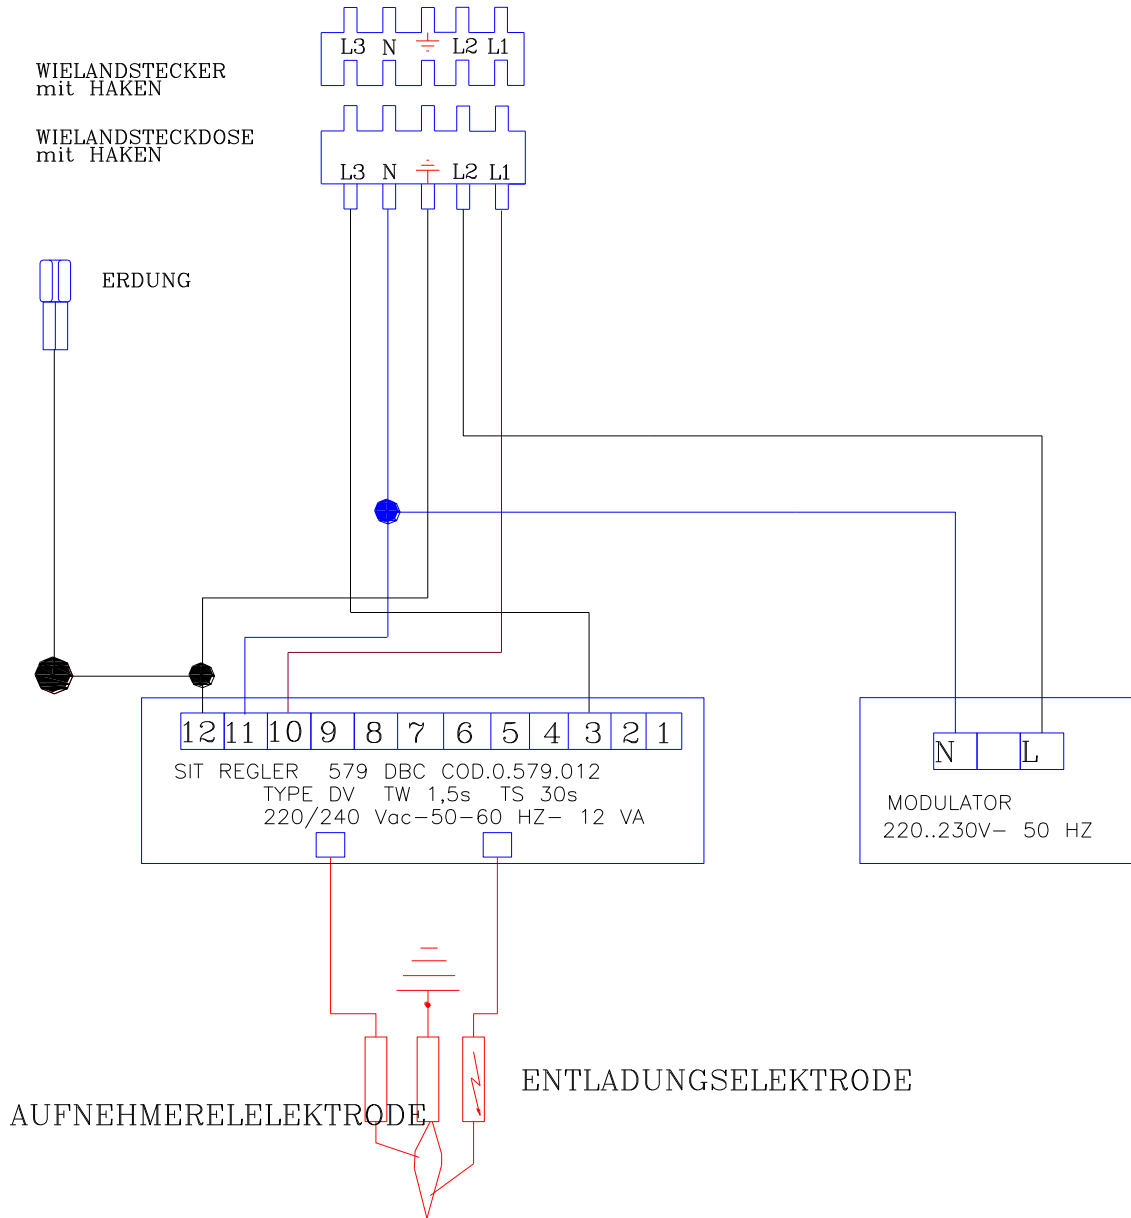 L3 N L2 L1
WIELANDSTECKER
mit HAKEN
WIELANDSTECKDOSE
mit HAKEN
L3 N L2 L1
ERDUNG
12 11 10 9 8 7 6 5 4 3 2 1
SIT REGLER 579 DBC COD.0.579.012
TYPE DV TW 1,5s TS 30s
220/240 Vac-50-60 HZ- 12 VA
N L
MODULATOR
220..230V- 50 HZ
ENTLADUNGSELEKTRODE
AUFNEHMERELELEKTRODE